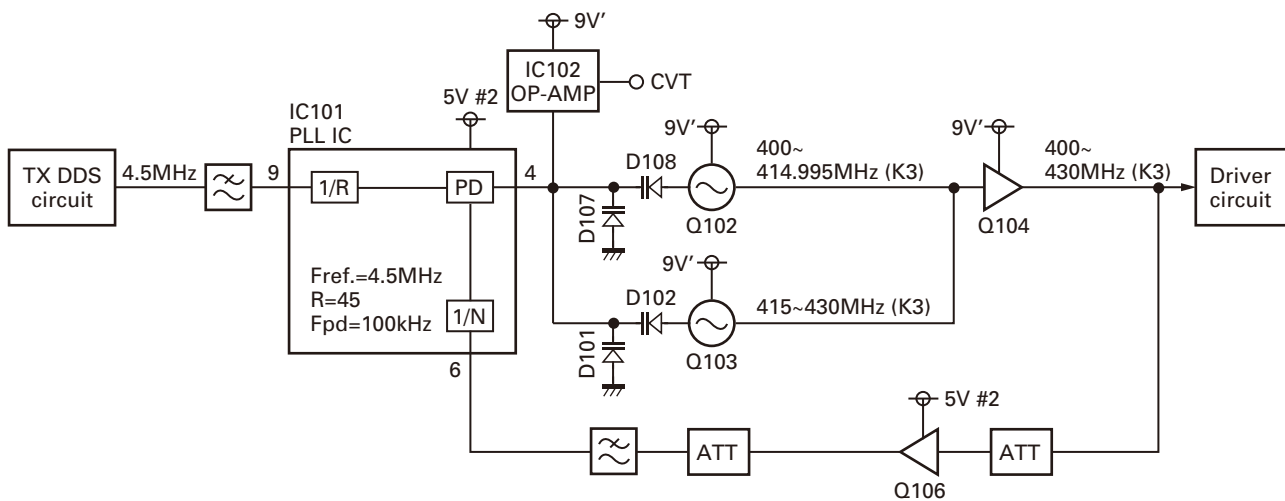 9V'
IC102
OP-AMP
CVT
5V #2
IC101
PLL IC
TX DDS
circuit
4.5MHz
9
1/R
PD
4
Fref.=4.5MHz
R=45
Fpd=100kHz
1/N
6
D108
D107
9V'
Q102
400~
414.995MHz (K3)
9V'
Q104
400~
430MHz (K3)
Driver
circuit
D102
D101
9V'
Q103
415~430MHz (K3)
ATT
5V #2
Q106
ATT